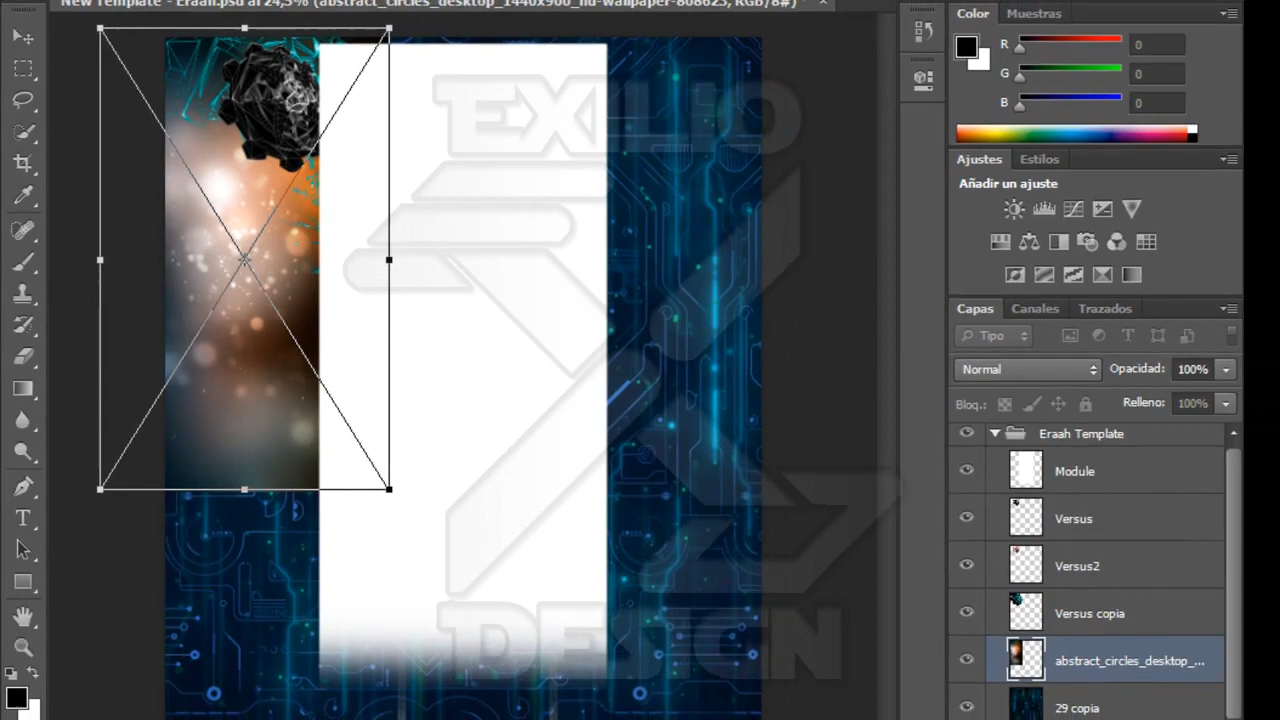 New Template - Eraah.psd al 24,5% (abstract_circles_desktop_1440x900_hd-wallpaper-808623, RGB/8#) *
EXILIO
DESIGN
Color Muestras
R 0
G 0
B 0
Ajustes Estilos
Añadir un ajuste
Capas Canales Trazados
Tipo
Normal Opacidad: 100%
Bloq.: Relleno: 100%
Eraah Template
Module
Versus
Versus2
Versus copia
abstract_circles_desktop_...
29 copia